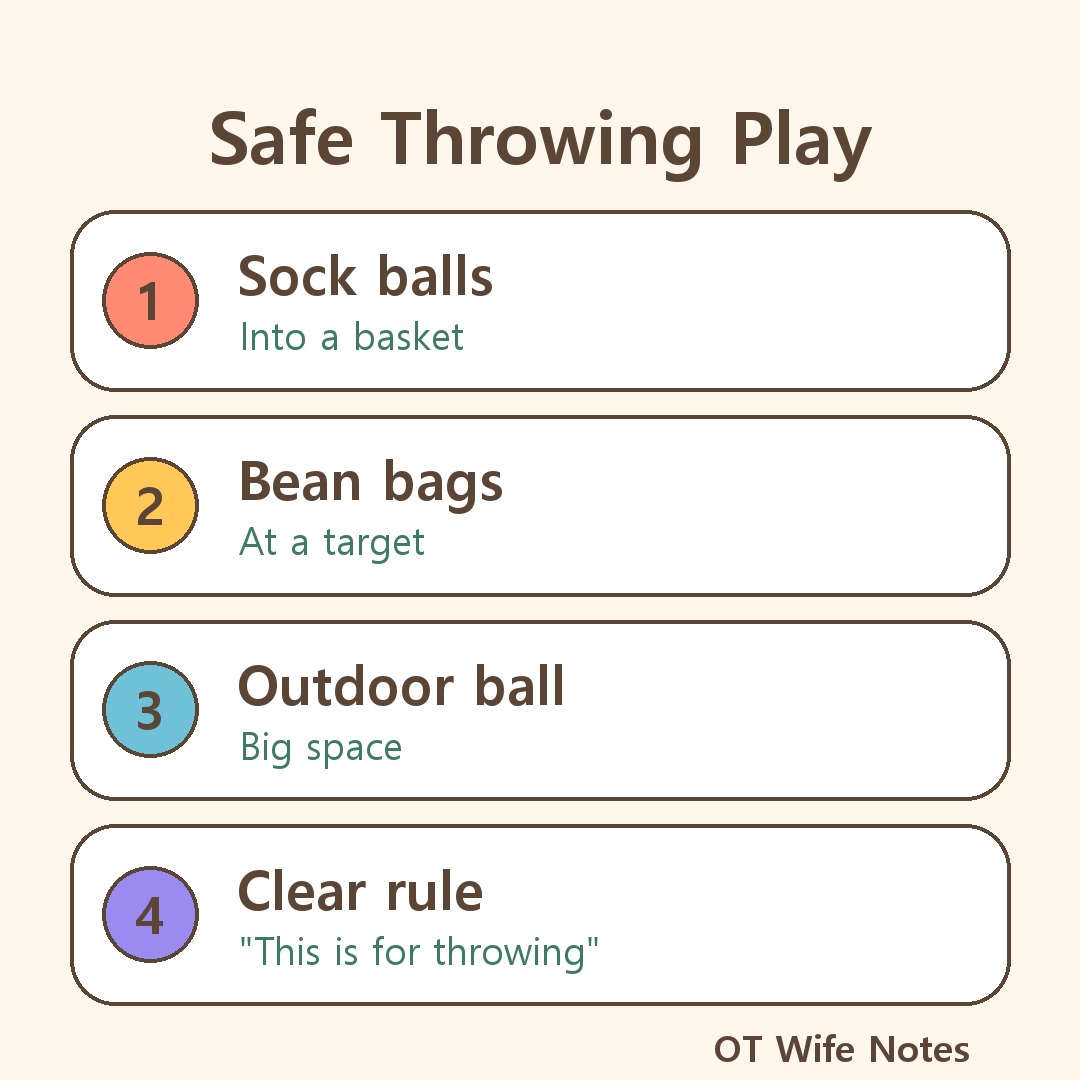 Safe Throwing Play
1
Sock balls
Into a basket
2
Bean bags
At a target
3
Outdoor ball
Big space
4
Clear rule
"This is for throwing"
OT Wife Notes